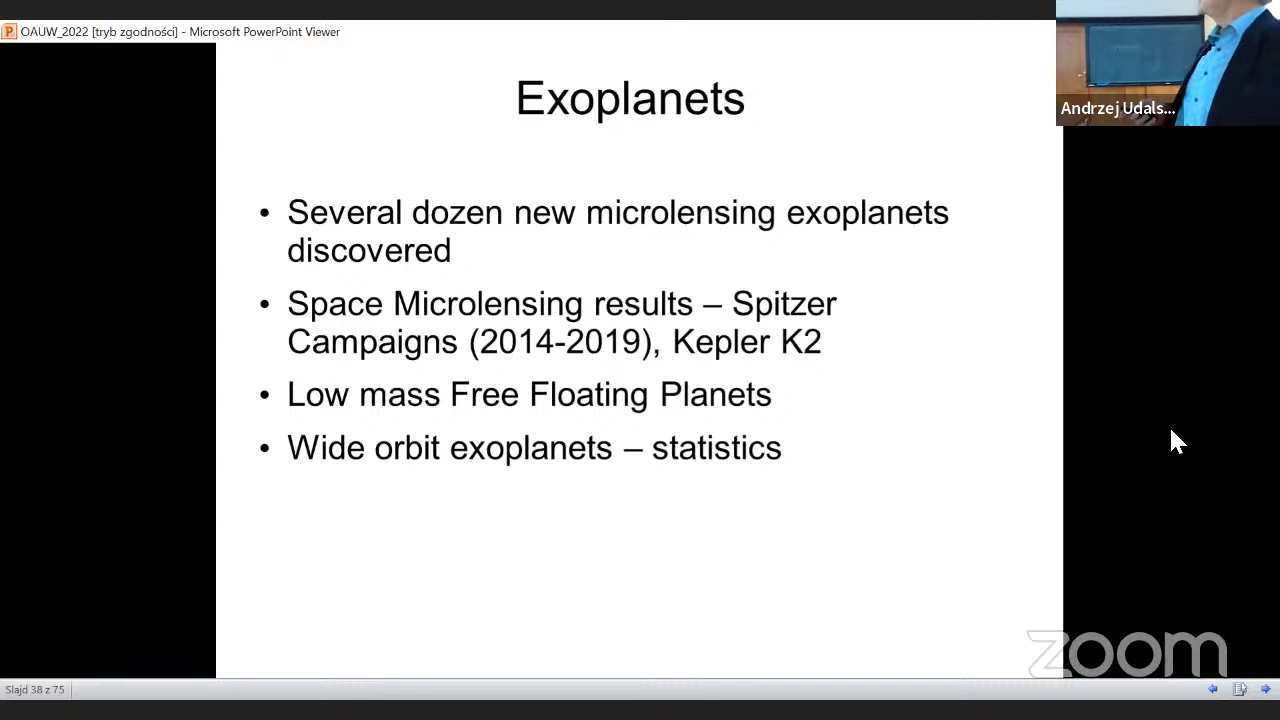 OAUW_2022 [tryb zgodności] - Microsoft PowerPoint Viewer
Andrzej Udals...
Exoplanets
• Several dozen new microlensing exoplanets
discovered
• Space Microlensing results – Spitzer
Campaigns (2014-2019), Kepler K2
• Low mass Free Floating Planets
• Wide orbit exoplanets – statistics
zoom
Slajd 38 z 75